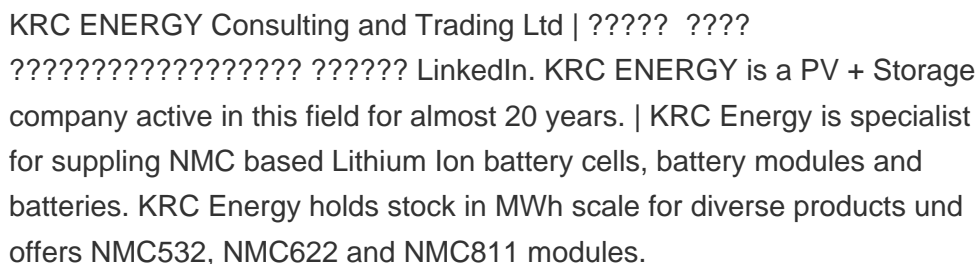 KRC ENERGY Consulting and Trading Ltd | ????? ????
?????????????????? ?????? LinkedIn. KRC ENERGY is a PV + Storage
company active in this field for almost 20 years. | KRC Energy is specialist
for suppling NMC based Lithium Ion battery cells, battery modules and
batteries. KRC Energy holds stock in MWh scale for diverse products und
offers NMC532, NMC622 and NMC811 modules.